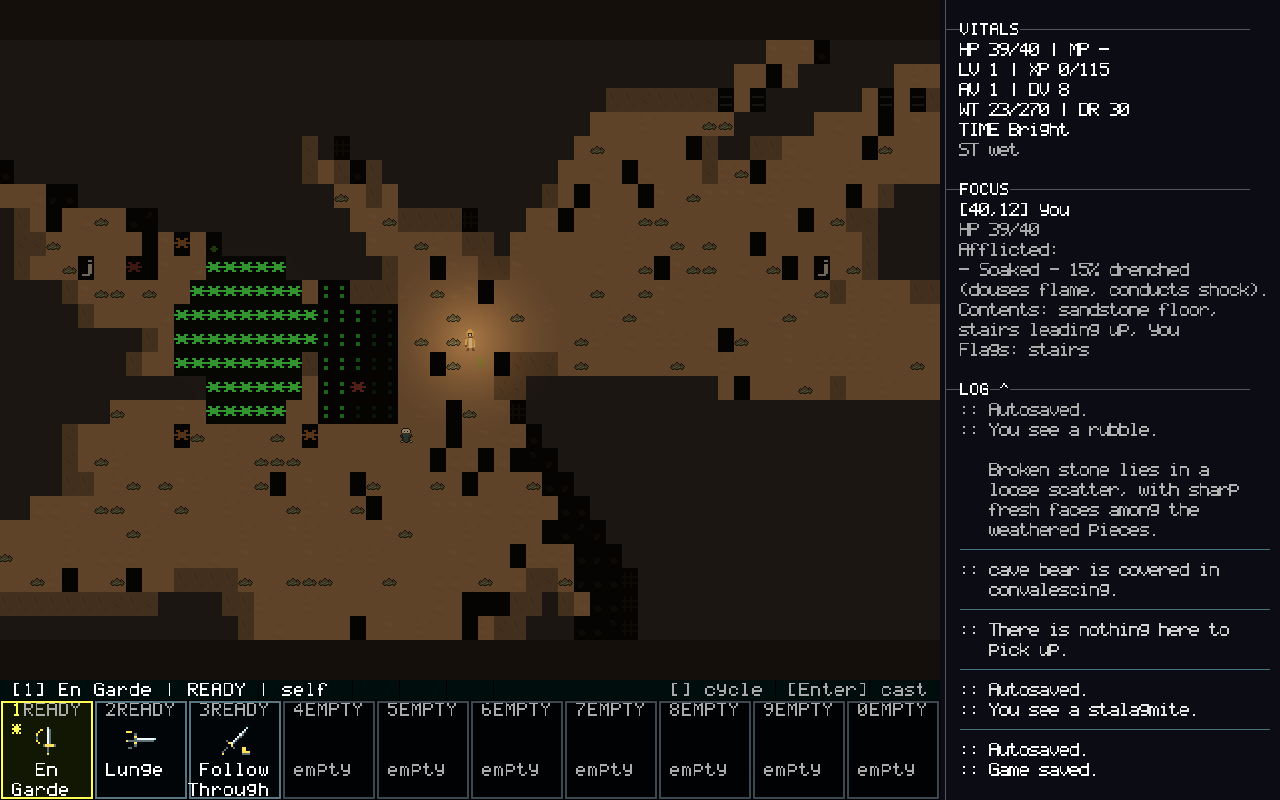 VITALS
HP 39/40 | MP -
LV 1 | XP 0/115
AV 1 | DV 8
WT 23/270 | DR 30
TIME Bright
ST wet
FOCUS
[40,12] You
HP 39/40
Afflicted:
- Soaked - 15% drenched
(douses flame, conducts shock).
Contents: sandstone floor,
stairs leading up, You
Flags: stairs
LOG ^
:: Autosaved.
:: You see a rubble.
Broken stone lies in a
loose scatter, with sharp
fresh faces among the
weathered pieces.
:: cave bear is covered in
convalescing.
:: There is nothing here to
pick up.
:: Autosaved.
:: You see a stalagmite.
:: Autosaved.
:: Game saved.
j
j
[1] En Garde | READY | self
[] cycle [Enter] cast
1READY 2READY 3READY 4EMPTY 5EMPTY 6EMPTY 7EMPTY 8EMPTY 9EMPTY 0EMPTY
*
En Garde
Lunge
Follow Through
empty empty empty empty empty empty empty